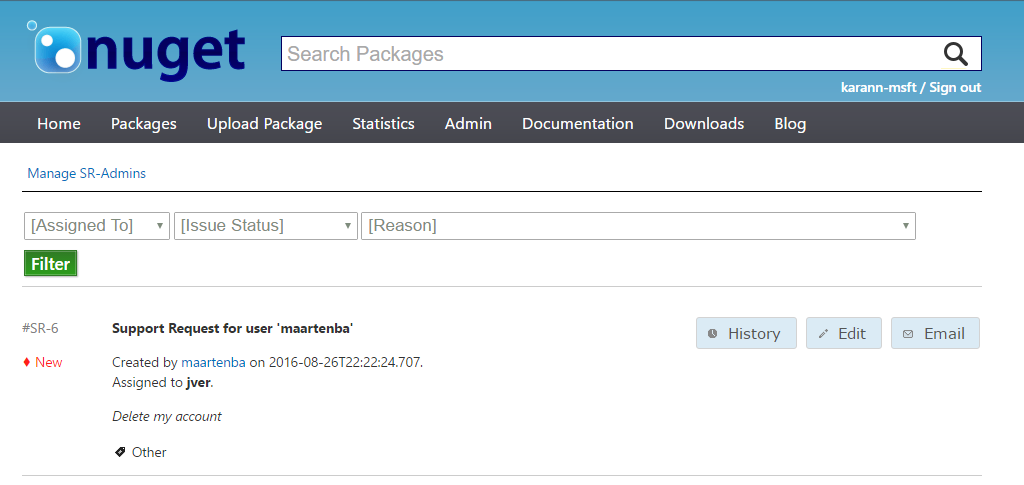 nuget
Search Packages
karann-msft / Sign out
Home Packages Upload Package Statistics Admin Documentation Downloads Blog
Manage SR-Admins
[Assigned To] [Issue Status] [Reason]
Filter
#SR-6 Support Request for user 'maartenba' History Edit Email
New Created by maartenba on 2016-08-26T22:22:24.707.
Assigned to jver.
Delete my account
Other